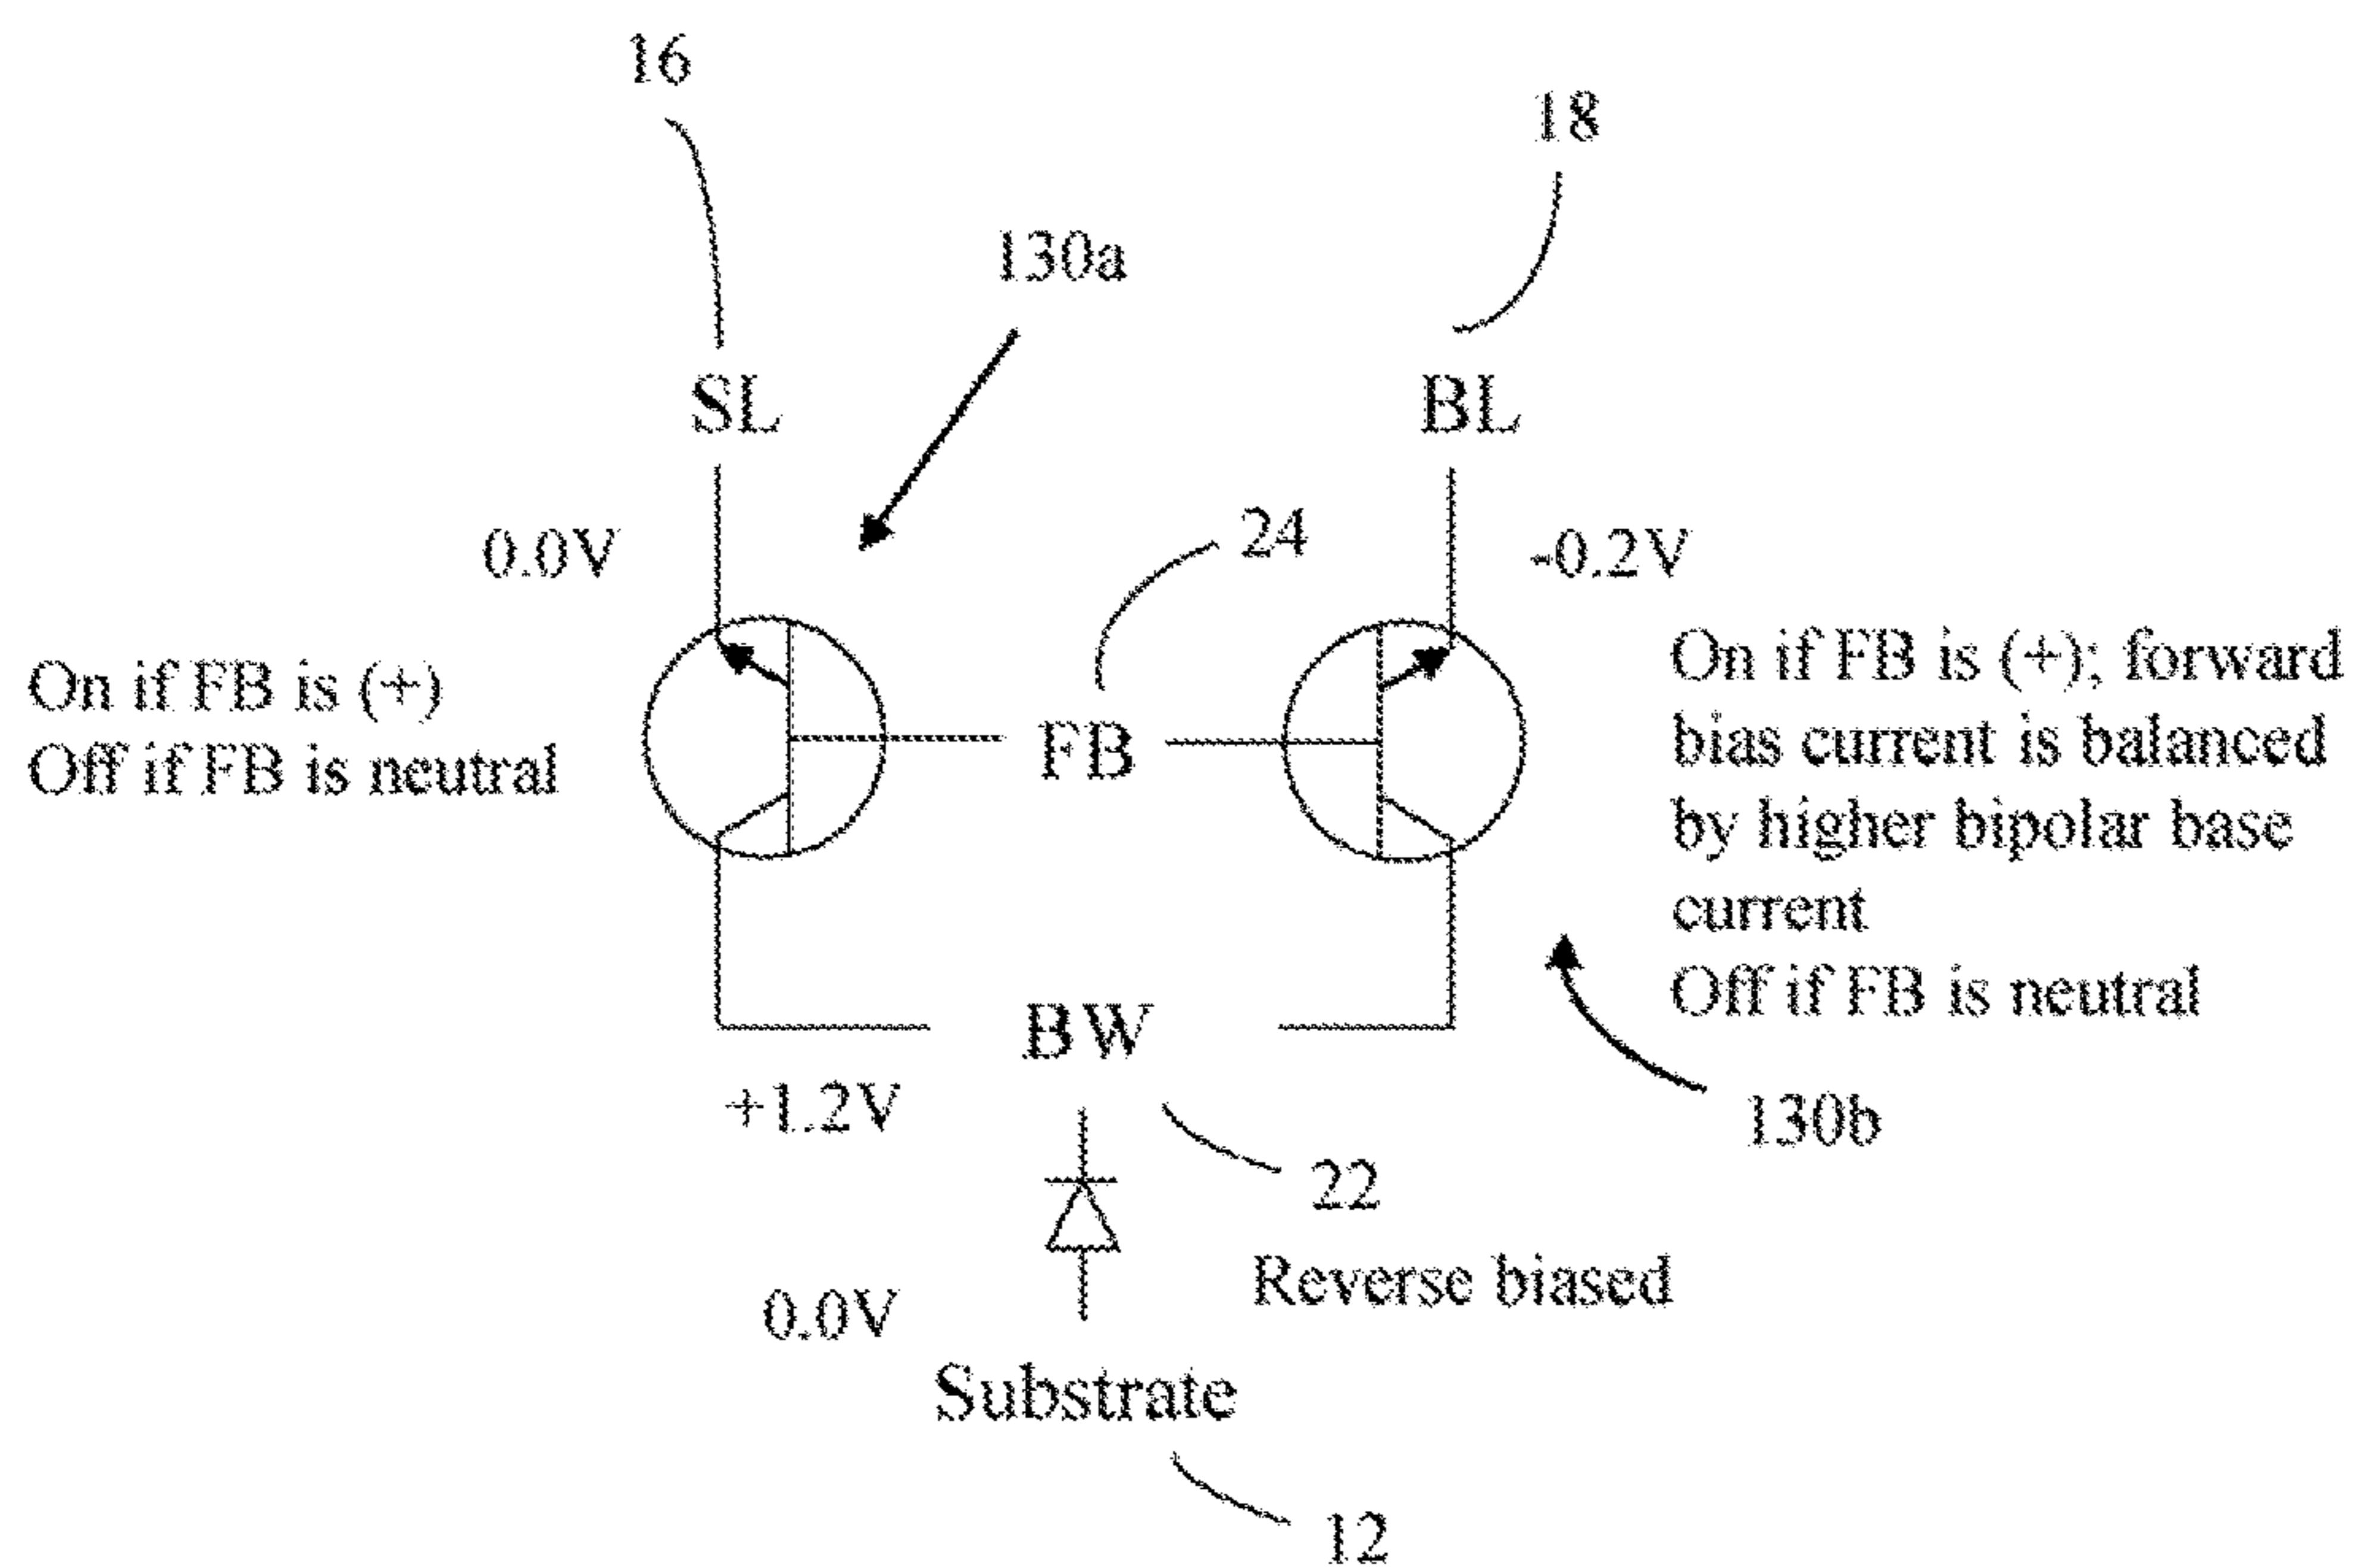 16
18
130a
SL
BL
0.0V
24
-0.2V
On if FB is (+)
Off if FB is neutral
FB
On if FB is (+); forward
bias current is balanced
by higher bipolar base
current
Off if FB is neutral
BW
+1.2V
130b
22
Reverse biased
0.0V
Substrate
12